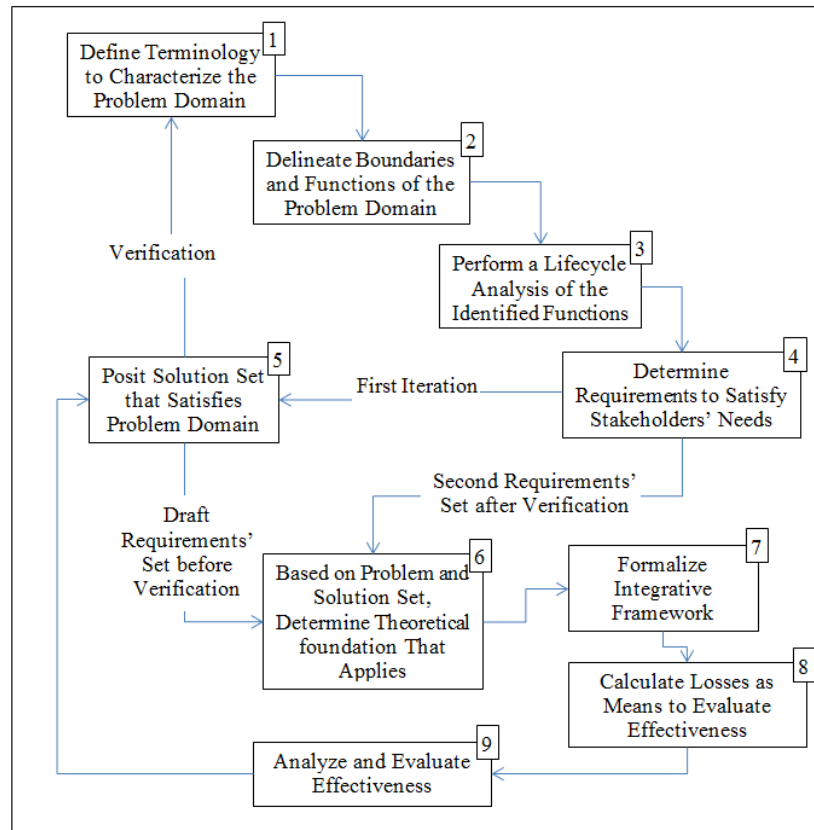 1
Define Terminology
to Characterize the
Problem Domain
2
Delineate Boundaries
and Functions of the
Problem Domain
Verification
3
Perform a Lifecycle
Analysis of the
Identified Functions
5
Posit Solution Set
that Satisfies
Problem Domain
First Iteration
4
Determine
Requirements to Satisfy
Stakeholders' Needs
Second Requirements'
Set after Verification
Draft
Requirements'
Set before
Verification
6
Based on Problem and
Solution Set,
Determine Theoretical
foundation That
Applies
7
Formalize
Integrative
Framework
8
Calculate Losses as
Means to Evaluate
Effectiveness
9
Analyze and Evaluate
Effectiveness